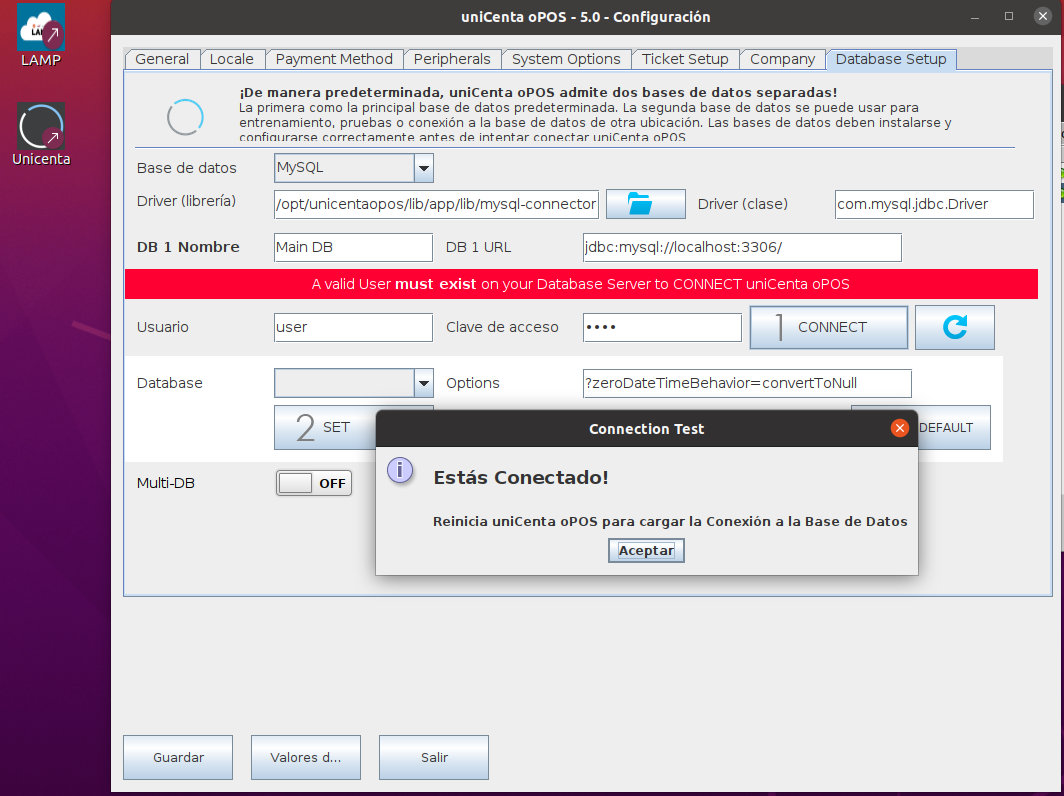 uniCenta oPOS - 5.0 - Configuración
LAMP
Unicenta
General Locale Payment Method Peripherals System Options Ticket Setup Company Database Setup
¡De manera predeterminada, uniCenta oPOS admite dos bases de datos separadas!
La primera como la principal base de datos predeterminada. La segunda base de datos se puede usar para
entrenamiento, pruebas o conexión a la base de datos de otra ubicación. Las bases de datos deben instalarse y
configurarse correctamente antes de intentar conectar uniCenta oPOS
Base de datos MySQL
Driver (librería) /opt/unicentaopos/lib/app/lib/mysql-connector Driver (clase) com.mysql.jdbc.Driver
DB 1 Nombre Main DB DB 1 URL jdbc:mysql://localhost:3306/
A valid User must exist on your Database Server to CONNECT uniCenta oPOS
Usuario user Clave de acceso •••• 1 CONNECT
Database Options ?zeroDateTimeBehavior=convertToNull
2 SET DEFAULT
Connection Test
Multi-DB OFF
Estás Conectado!
Reinicia uniCenta oPOS para cargar la Conexión a la Base de Datos
Aceptar
Guardar Valores d... Salir